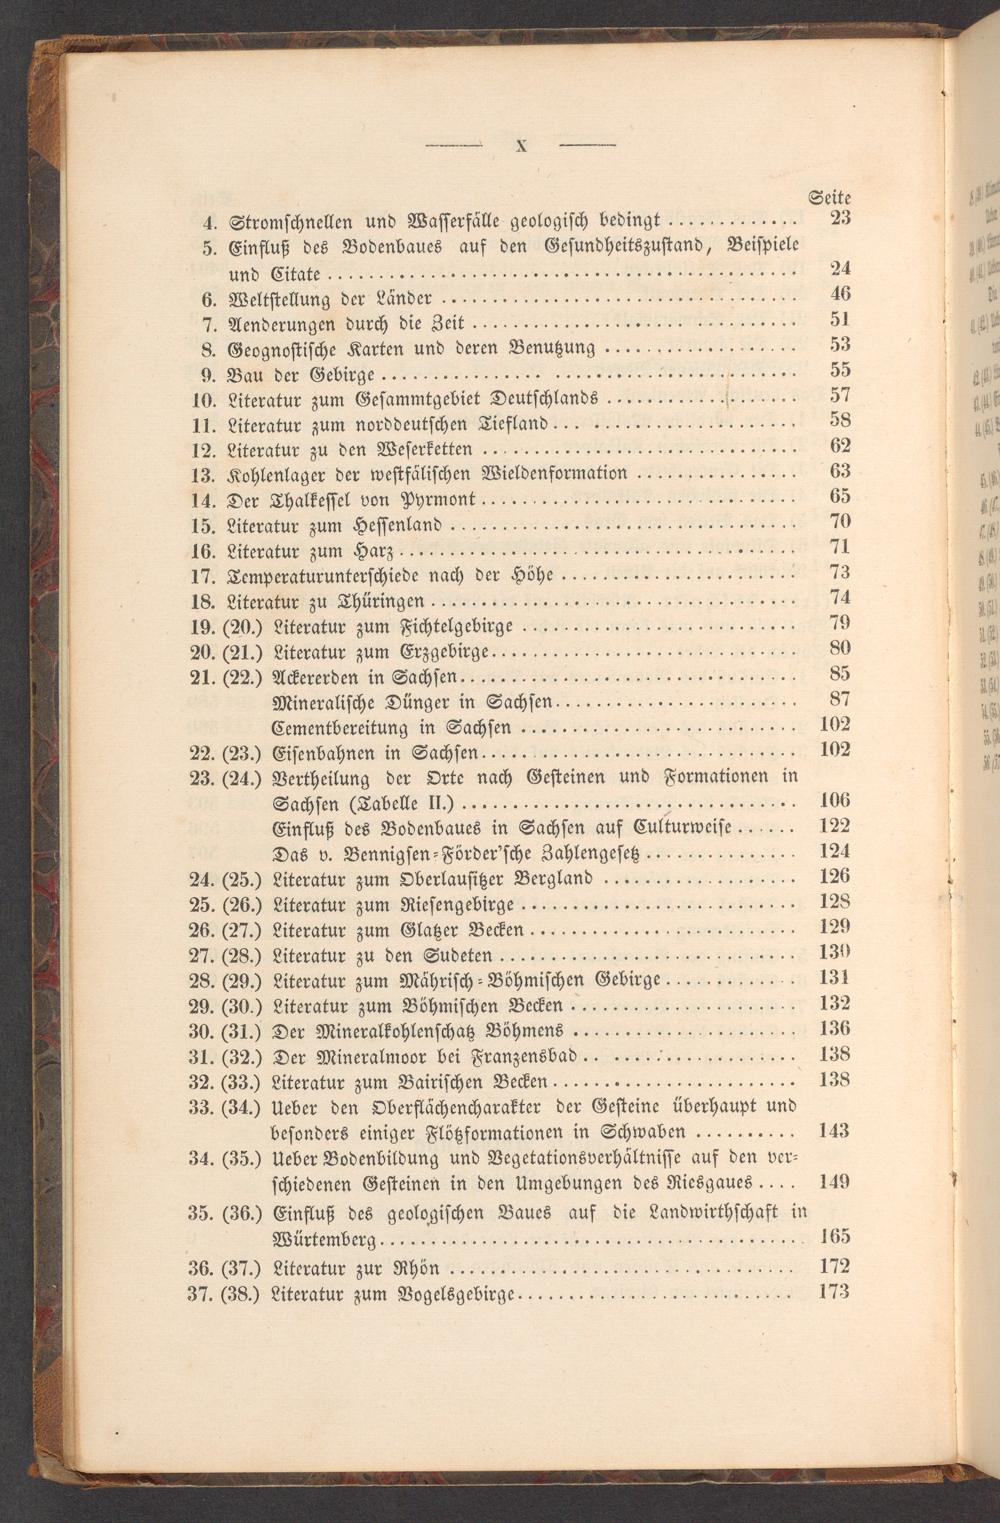 X
Seite
4. Stromschnellen und Wasserfälle geologisch bedingt ............. 23
5. Einfluß des Bodenbaues auf den Gesundheitszustand, Beispiele
und Citate ............................................. 24
6. Weltstellung der Länder .................................. 46
7. Aenderungen durch die Zeit ................................ 51
8. Geognostische Karten und deren Benutzung ................... 53
9. Bau der Gebirge ......................................... 55
10. Literatur zum Gesammtgebiet Deutschlands ................... 57
11. Literatur zum norddeutschen Tiefland ........................ 58
12. Literatur zu den Weserketten ............................... 62
13. Kohlenlager der westfälischen Wieldenformation ................ 63
14. Der Thalkessel von Pyrmont ............................... 65
15. Literatur zum Hessenland .................................. 70
16. Literatur zum Harz ....................................... 71
17. Temperaturunterschiede nach der Höhe ....................... 73
18. Literatur zu Thüringen .................................... 74
19. (20.) Literatur zum Fichtelgebirge ........................... 79
20. (21.) Literatur zum Erzgebirge .............................. 80
21. (22.) Ackererden in Sachsen ................................. 85
Mineralische Dünger in Sachsen ........................ 87
Cementbereitung in Sachsen ........................... 102
22. (23.) Eisenbahnen in Sachsen ............................... 102
23. (24.) Vertheilung der Orte nach Gesteinen und Formationen in
Sachsen (Tabelle II.) ................................. 106
Einfluß des Bodenbaues in Sachsen auf Culturweise ...... 122
Das v. Bennigsen-Förder'sche Zahlengesetz ............... 124
24. (25.) Literatur zum Oberlausitzer Bergland ................... 126
25. (26.) Literatur zum Riesengebirge ........................... 128
26. (27.) Literatur zum Glatzer Becken .......................... 129
27. (28.) Literatur zu den Sudeten ............................. 130
28. (29.) Literatur zum Mährisch-Böhmischen Gebirge ............. 131
29. (30.) Literatur zum Böhmischen Becken ...................... 132
30. (31.) Der Mineralkohlenschatz Böhmens ...................... 136
31. (32.) Der Mineralmoor bei Franzensbad ..................... 138
32. (33.) Literatur zum Bairischen Becken ........................ 138
33. (34.) Ueber den Oberflächencharakter der Gesteine überhaupt und
besonders einiger Flötzformationen in Schwaben .......... 143
34. (35.) Ueber Bodenbildung und Vegetationsverhältnisse auf den ver-
schiedenen Gesteinen in den Umgebungen des Riesgaues .... 149
35. (36.) Einfluß des geologischen Baues auf die Landwirthschaft in
Würtemberg .......................................... 165
36. (37.) Literatur zur Rhön .................................. 172
37. (38.) Literatur zum Vogelsgebirge ........................... 173